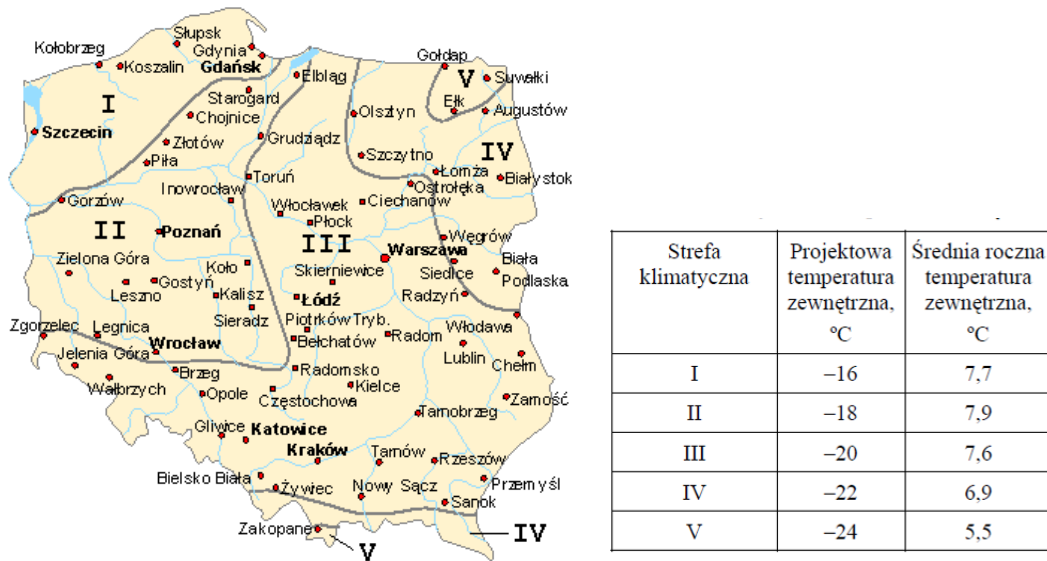 Słupsk
Kołobrzeg
Gdynia
Koszalin
Gdańsk
Gołdap
V
Suwałki
Elbląg
I
Starogard
Ełk
Augustów
Chojnice
Olsztyn
Szczecin
Złotów
Grudziądz
IV
Piła
Szczytno
Łomża
Toruń
Białystok
Inowrocław
Ostrołęka
Gorzów
Włocławek
Ciechanów
Płock
II
Poznań
III
Węgrów
Warszawa
Zielona Góra
Koło
Skierniewice
Siedlce
Biała
Podlaska
Gostyń
Leszno
Kalisz
Łódź
Radzyń
Sieradz
Piotrków Tryb.
Zgorzelec
Legnica
Radom
Włodawa
Wrocław
Bełchatów
Lublin
Jelenia Góra
Chełm
Brzeg
Radomsko
Wałbrzych
Kielce
Opole
Częstochowa
Zamość
Tarnobrzeg
Gliwice
Katowice
Kraków
Tarnów
Rzeszów
Bielsko Biała
Żywiec
Nowy Sącz
Przemyśl
Sanok
Zakopane
IV
V
Strefa
klimatyczna
Projektowa
temperatura
zewnętrzna,
ºC
Średnia roczna
temperatura
zewnętrzna,
ºC
I –16 7,7
II –18 7,9
III –20 7,6
IV –22 6,9
V –24 5,5